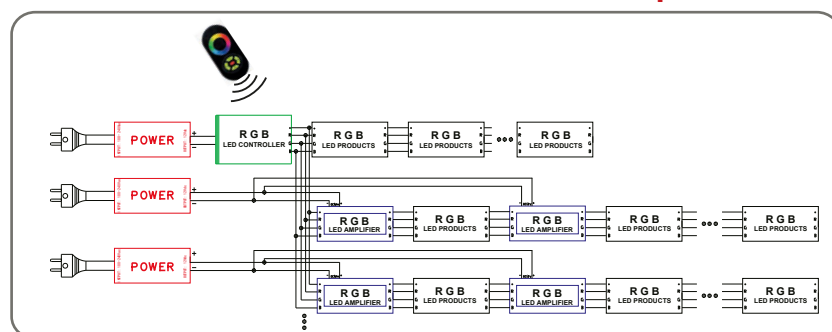 POWER
+
−
RGB
LED CONTROLLER
RGB
LED PRODUCTS
RGB
LED PRODUCTS
RGB
LED PRODUCTS
POWER
+
−
RGB
LED AMPLIFIER
RGB
LED PRODUCTS
RGB
LED AMPLIFIER
RGB
LED PRODUCTS
RGB
LED PRODUCTS
POWER
+
−
RGB
LED AMPLIFIER
RGB
LED PRODUCTS
RGB
LED AMPLIFIER
RGB
LED PRODUCTS
RGB
LED PRODUCTS